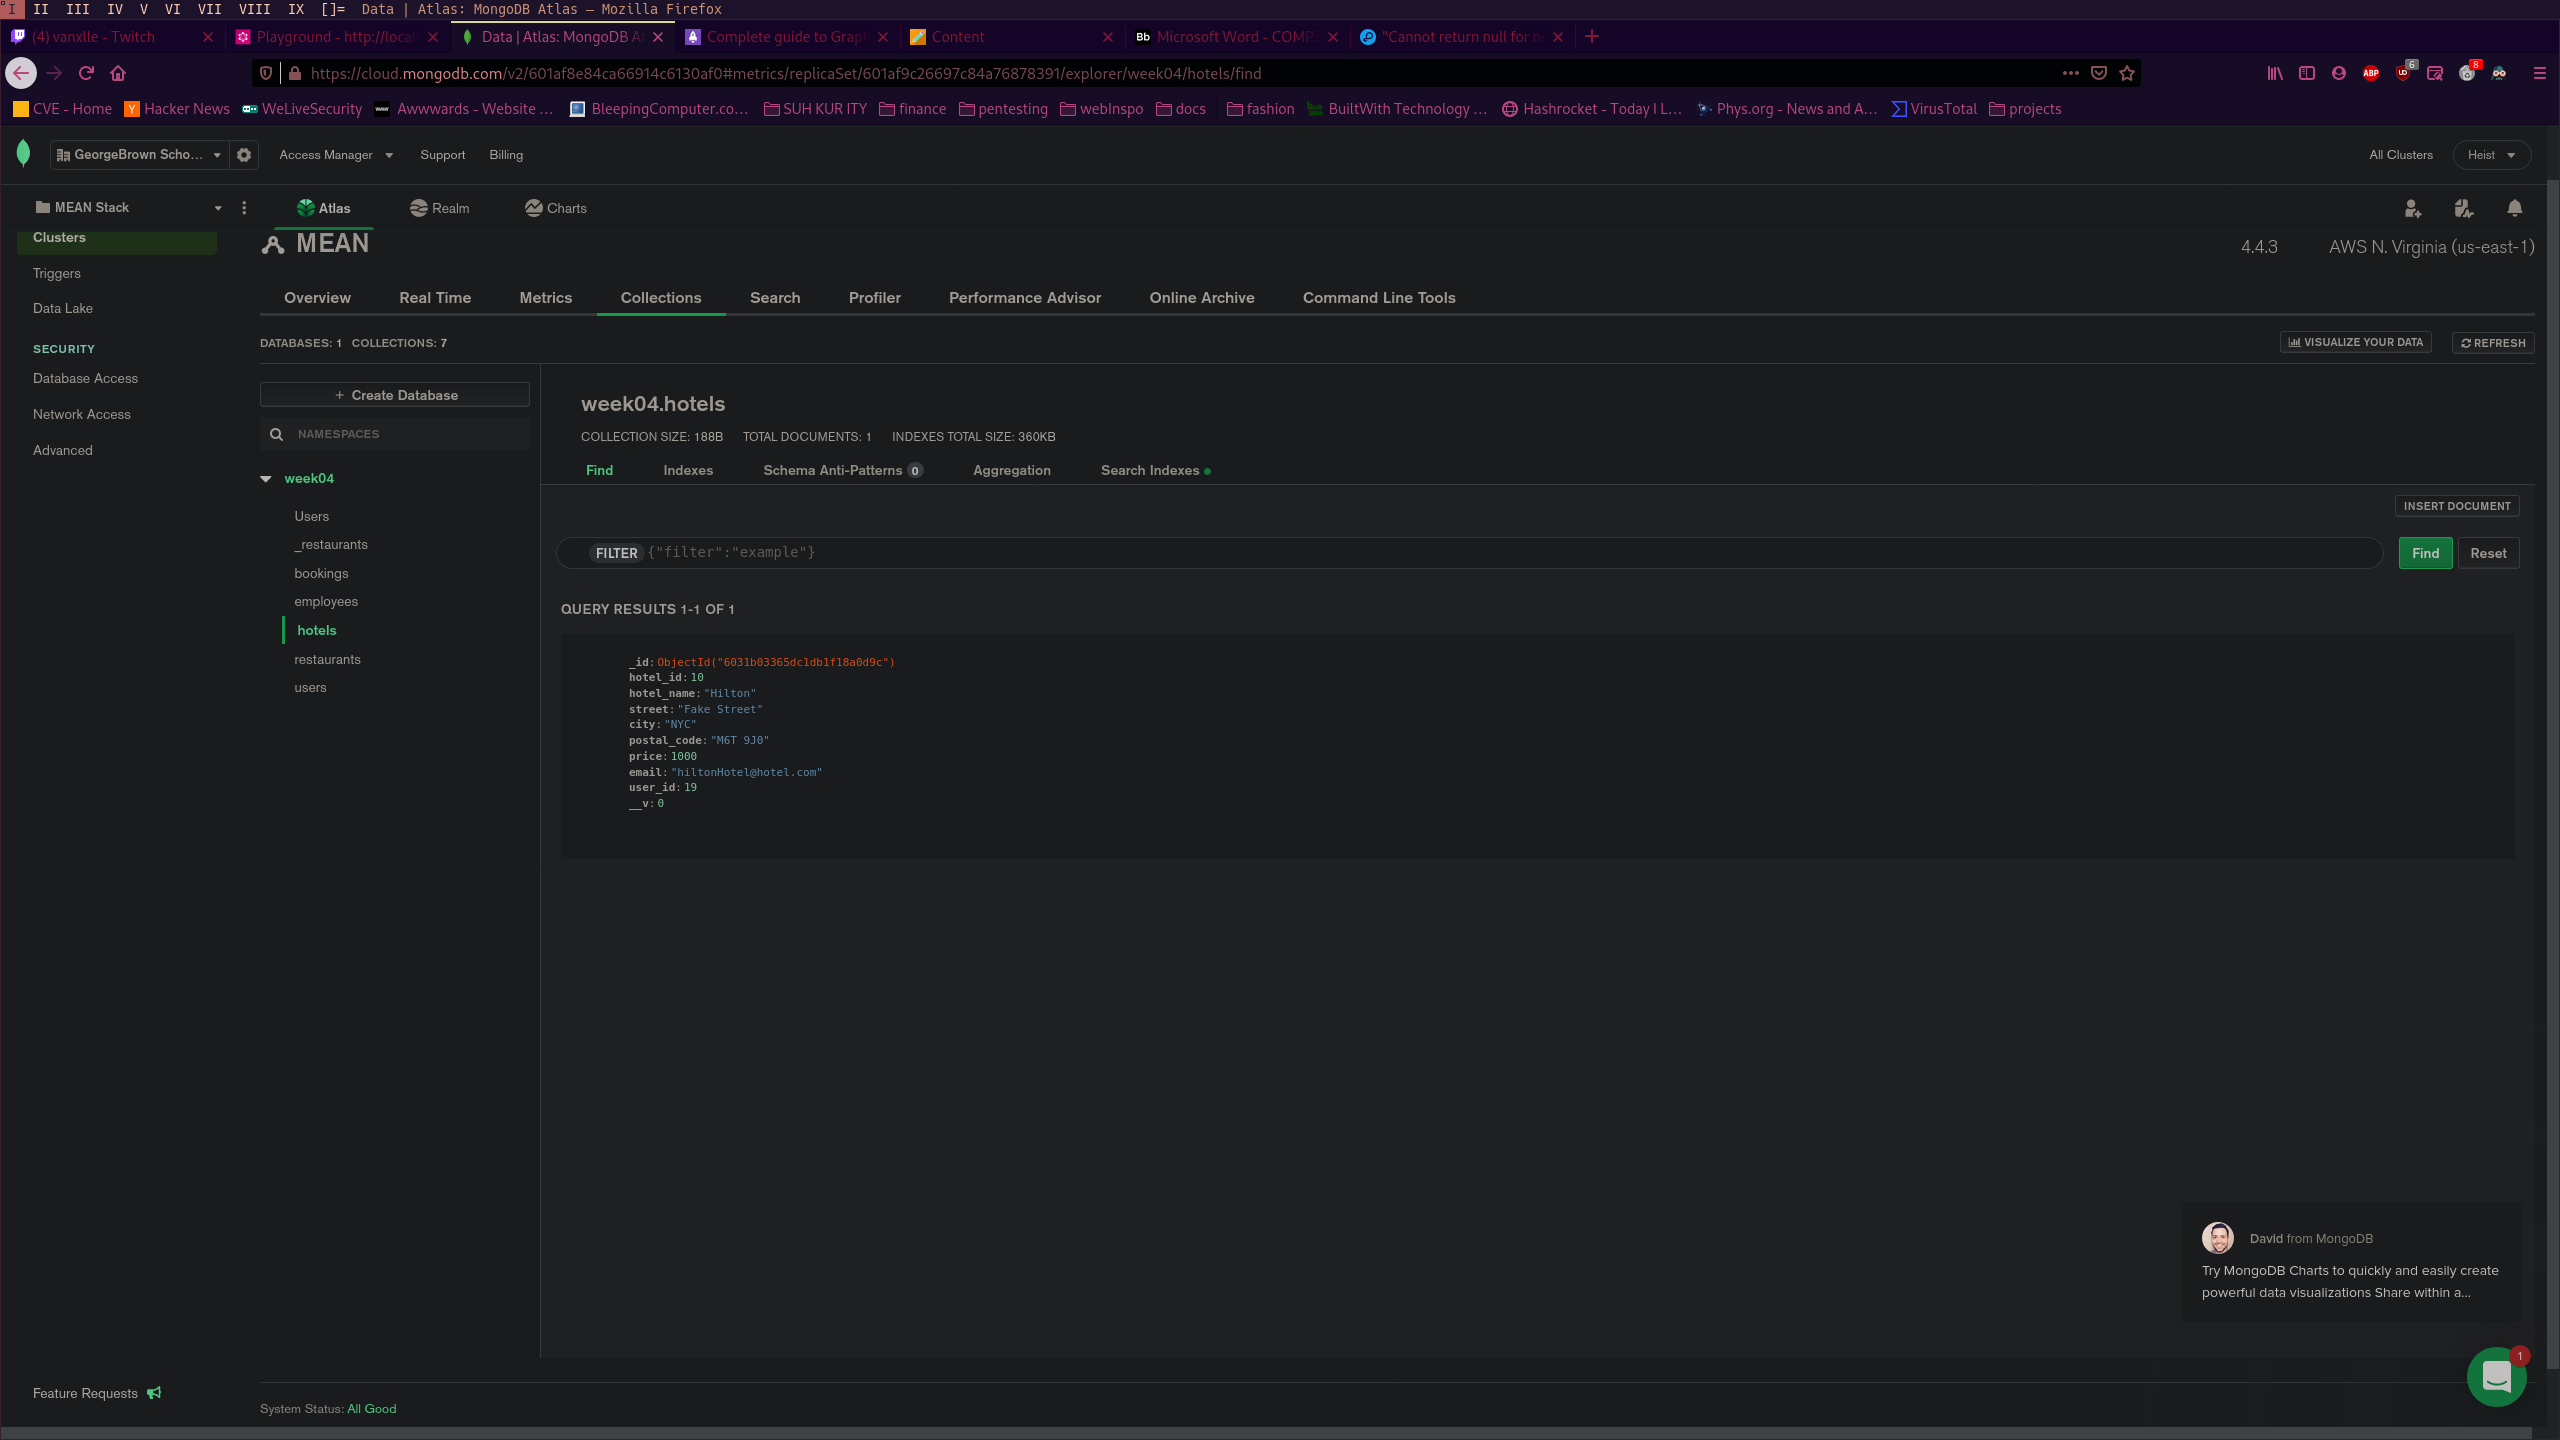 I II III IV V VI VII VIII IX []= Data | Atlas: MongoDB Atlas — Mozilla Firefox
(4) vanxlle - Twitch Playground - http://local Data | Atlas: MongoDB At Complete guide to Grap Content Bb Microsoft Word - COMP "Cannot return null for n
https://cloud.mongodb.com/v2/601af8e84ca66914c6130af0#metrics/replicaSet/601af9c26697c84a76878391/explorer/week04/hotels/find ABP 6 8
CVE - Home Hacker News WeLiveSecurity Awwwards - Website ... BleepingComputer.co... SUH KUR ITY finance pentesting webInspo docs fashion BuiltWith Technology ... Hashrocket - Today I L... Phys.org - News and A... VirusTotal projects
GeorgeBrown Scho... Access Manager Support Billing All Clusters Heist
MEAN Stack Atlas Realm Charts
Clusters
Triggers
Data Lake
SECURITY
Database Access
Network Access
Advanced
MEAN 4.4.3 AWS N. Virginia (us-east-1)
Overview Real Time Metrics Collections Search Profiler Performance Advisor Online Archive Command Line Tools
DATABASES: 1 COLLECTIONS: 7 VISUALIZE YOUR DATA REFRESH
+ Create Database
NAMESPACES
week04
Users
_restaurants
bookings
employees
hotels
restaurants
users
week04.hotels
COLLECTION SIZE: 188B TOTAL DOCUMENTS: 1 INDEXES TOTAL SIZE: 360KB
Find Indexes Schema Anti-Patterns 0 Aggregation Search Indexes
INSERT DOCUMENT
FILTER {"filter":"example"} Find Reset
QUERY RESULTS 1-1 OF 1
_id: ObjectId("6031b03365dc1db1f18a0d9c")
hotel_id: 10
hotel_name: "Hilton"
street: "Fake Street"
city: "NYC"
postal_code: "M6T 9J0"
price: 1000
email: "hiltonHotel@hotel.com"
user_id: 19
__v: 0
David from MongoDB
Try MongoDB Charts to quickly and easily create
powerful data visualizations Share within a...
1
Feature Requests
System Status: All Good